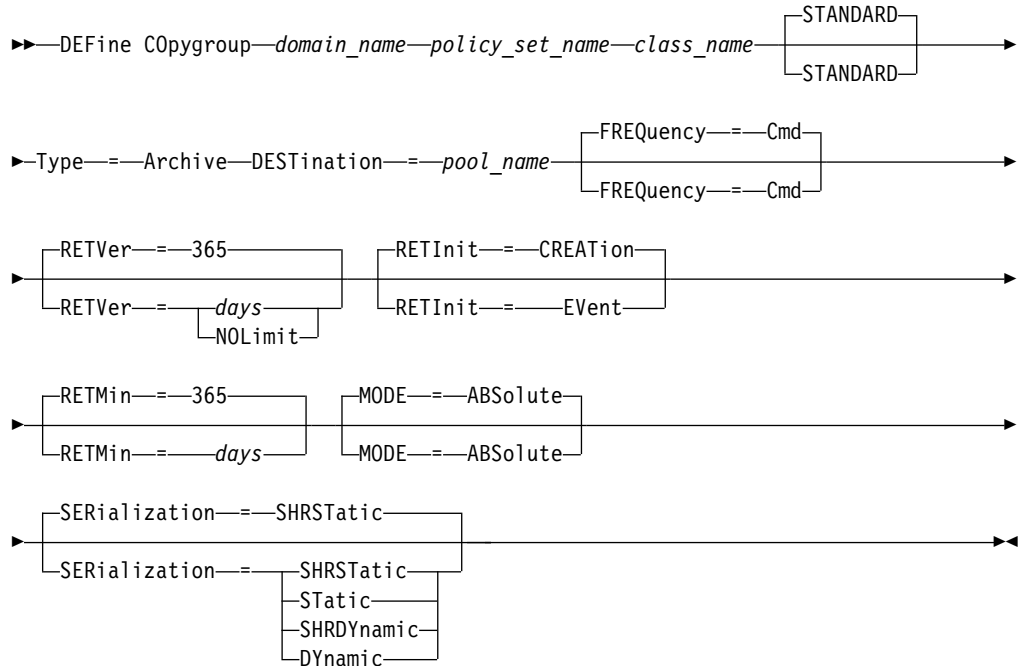 STANDARD
DEFine COpygroup domain_name policy_set_name class_name
STANDARD
FREQuency = Cmd
Type = Archive DESTination = pool_name
FREQuency = Cmd
RETVer = 365 RETInit = CREATion
RETVer = days RETInit = EVent
NOLimit
RETMin = 365 MODE = ABSolute
RETMin = days MODE = ABSolute
SERialization = SHRSTatic
SERialization = SHRSTatic
STatic
SHRDYnamic
DYnamic